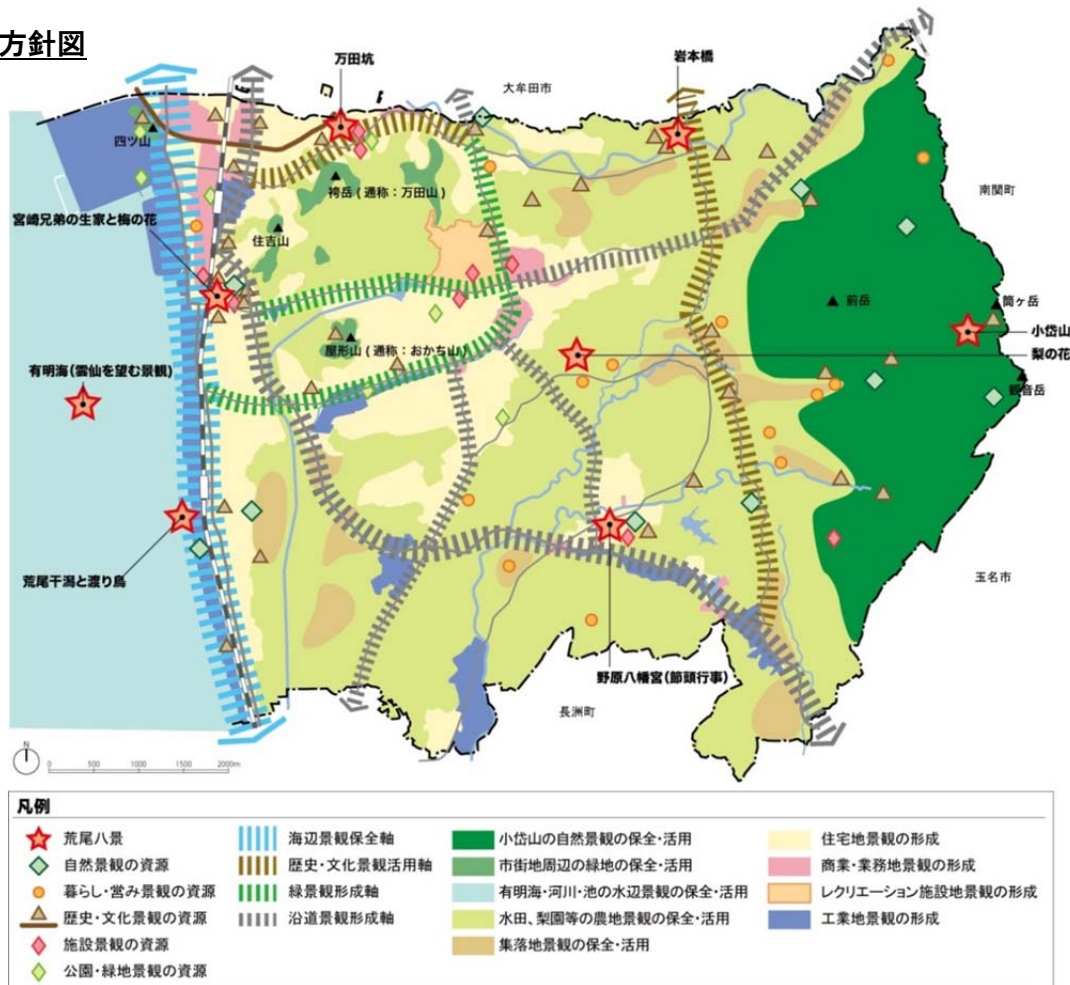 方針図
万田坑
岩本橋
大牟田市
四ツ山
袴岳(通称:万田山)
南関町
宮崎兄弟の生家と梅の花
住吉山
前岳
筒ヶ岳
小岱山
屋形山(通称:おかち山)
梨の花
有明海(雲仙を望む景観)
観音岳
荒尾干潟と渡り鳥
玉名市
野原八幡宮(節頭行事)
長洲町
N
0 500 1000 1500 2000m
凡例
荒尾八景
自然景観の資源
暮らし・営み景観の資源
歴史・文化景観の資源
施設景観の資源
公園・緑地景観の資源
海辺景観保全軸
歴史・文化景観活用軸
緑景観形成軸
沿道景観形成軸
小岱山の自然景観の保全・活用
市街地周辺の緑地の保全・活用
有明海・河川・池の水辺景観の保全・活用
水田、梨園等の農地景観の保全・活用
集落地景観の保全・活用
住宅地景観の形成
商業・業務地景観の形成
レクリエーション施設地景観の形成
工業地景観の形成